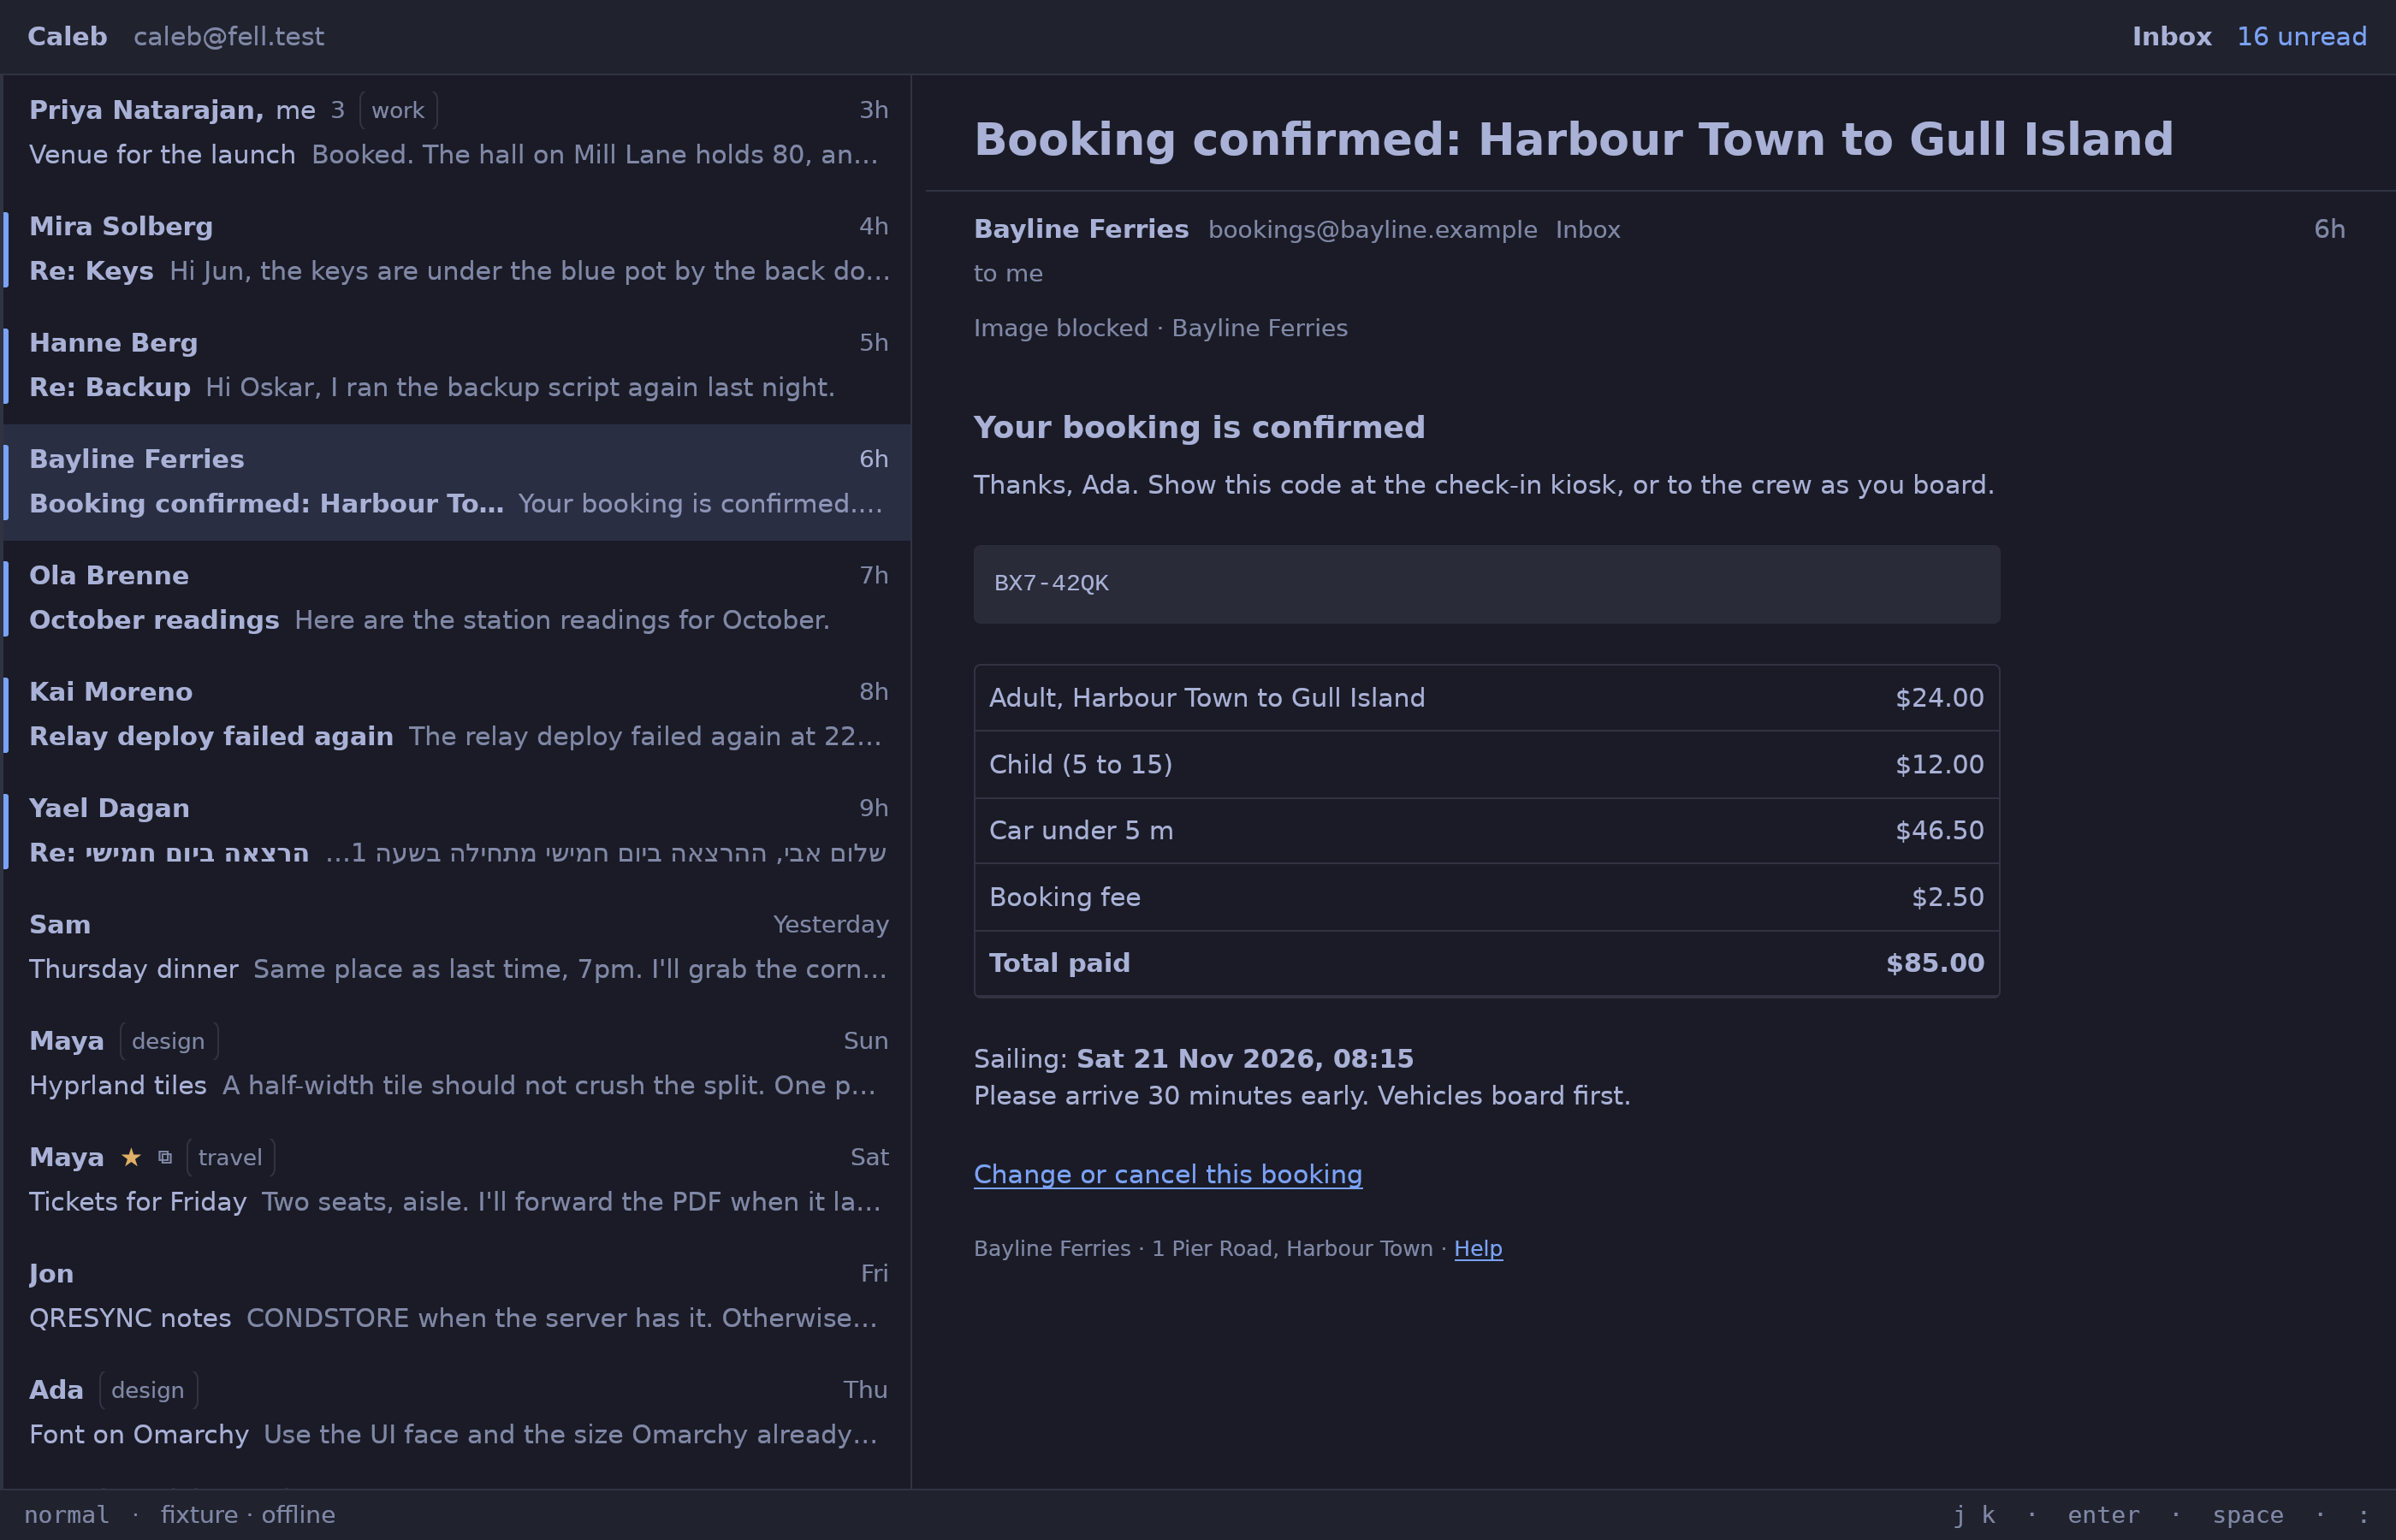 Caleb caleb@fell.test
Inbox 16 unread
Priya Natarajan, me 3 work 3h
Venue for the launch Booked. The hall on Mill Lane holds 80, an…
Mira Solberg 4h
Re: Keys Hi Jun, the keys are under the blue pot by the back do…
Hanne Berg 5h
Re: Backup Hi Oskar, I ran the backup script again last night.
Bayline Ferries 6h
Booking confirmed: Harbour To… Your booking is confirmed.…
Ola Brenne 7h
October readings Here are the station readings for October.
Kai Moreno 8h
Relay deploy failed again The relay deploy failed again at 22…
Yael Dagan 9h
Re: הרצאה ביום חמישי שלום אבי, ההרצאה ביום חמישי מתחילה בשעה 1…
Sam Yesterday
Thursday dinner Same place as last time, 7pm. I'll grab the corn…
Maya design Sun
Hyprland tiles A half-width tile should not crush the split. One p…
Maya ★ ⧉ travel Sat
Tickets for Friday Two seats, aisle. I'll forward the PDF when it la…
Jon Fri
QRESYNC notes CONDSTORE when the server has it. Otherwise…
Ada design Thu
Font on Omarchy Use the UI face and the size Omarchy already…
Booking confirmed: Harbour Town to Gull Island
Bayline Ferries bookings@bayline.example Inbox 6h
to me
Image blocked · Bayline Ferries
Your booking is confirmed
Thanks, Ada. Show this code at the check-in kiosk, or to the crew as you board.
BX7-42QK
Adult, Harbour Town to Gull Island $24.00
Child (5 to 15) $12.00
Car under 5 m $46.50
Booking fee $2.50
Total paid $85.00
Sailing: Sat 21 Nov 2026, 08:15
Please arrive 30 minutes early. Vehicles board first.
Change or cancel this booking
Bayline Ferries · 1 Pier Road, Harbour Town · Help
normal · fixture · offline
j k · enter · space · :